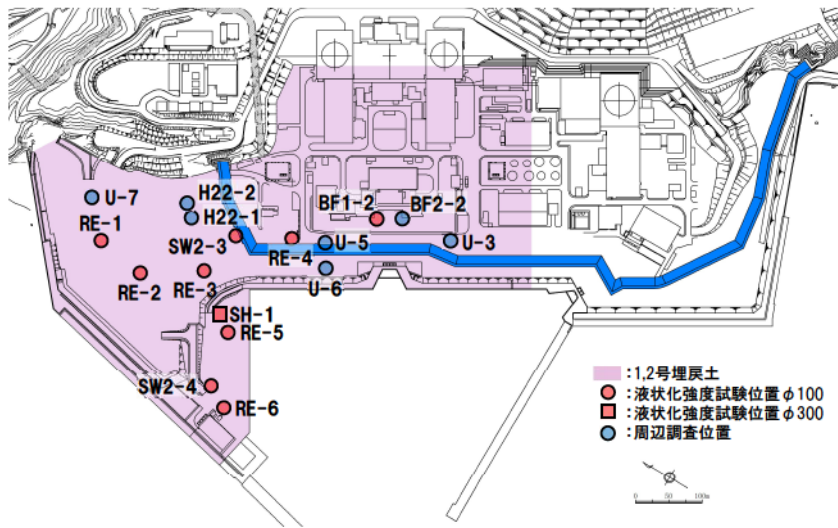 U-7
H22-2
H22-1
RE-1
BF1-2
BF2-2
SW2-3
RE-4
U-5
U-3
RE-2
RE-3
U-6
SH-1
RE-5
SW2-4
RE-6
:1,2号埋戻土
:液状化強度試験位置φ100
:液状化強度試験位置φ300
:周辺調査位置
0 50 100m